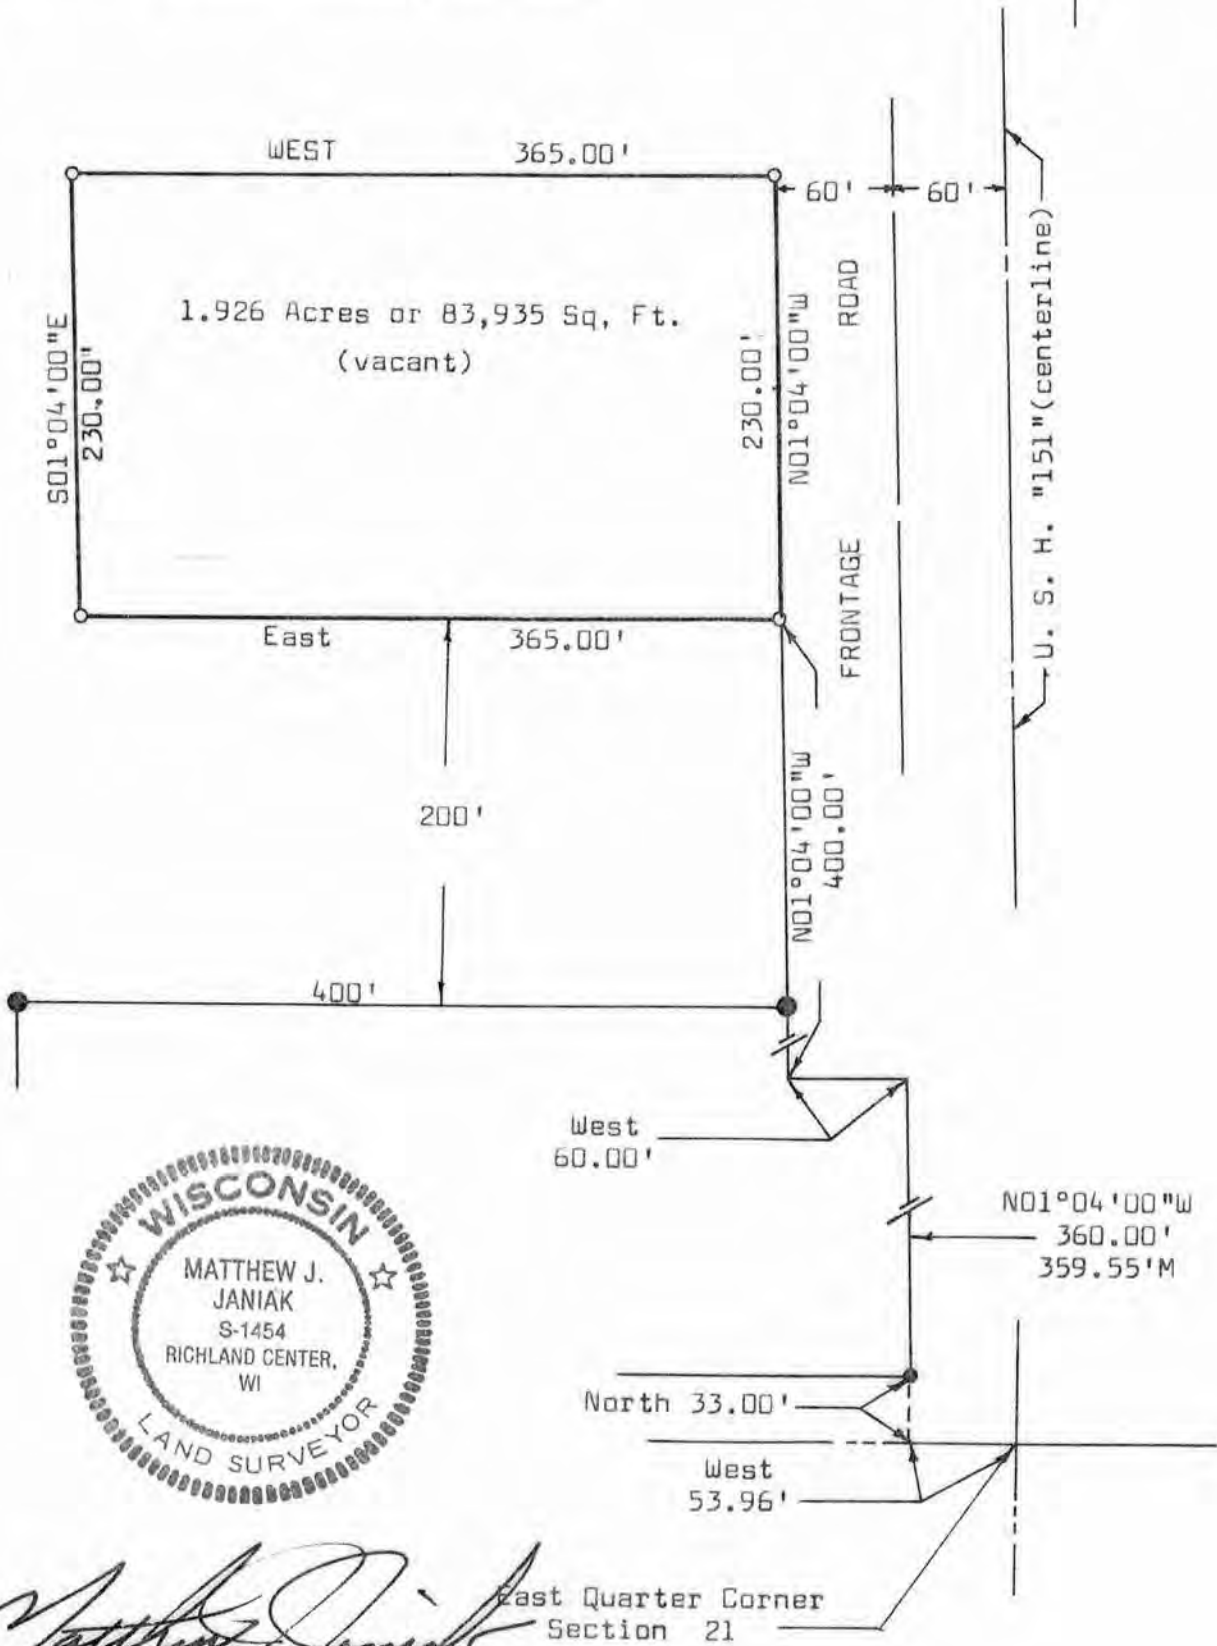 WEST 365.00'
60' 60'
1.926 Acres or 83,935 Sq, Ft.
(vacant)
S01°04'00"E
230.00"
230.00'
N01°04'00"W
FRONTAGE ROAD
U. S. H. "151"(centerline)
East 365.00'
200'
N01°04'00"W
400.00'
400'
West
60.00'
N01°04'00"W
360.00'
359.55'M
WISCONSIN
MATTHEW J.
JANIAK
S-1454
RICHLAND CENTER,
WI
LAND SURVEYOR
North 33.00'
West
53.96'
East Quarter Corner
Section 21
Matthew J. Janiak